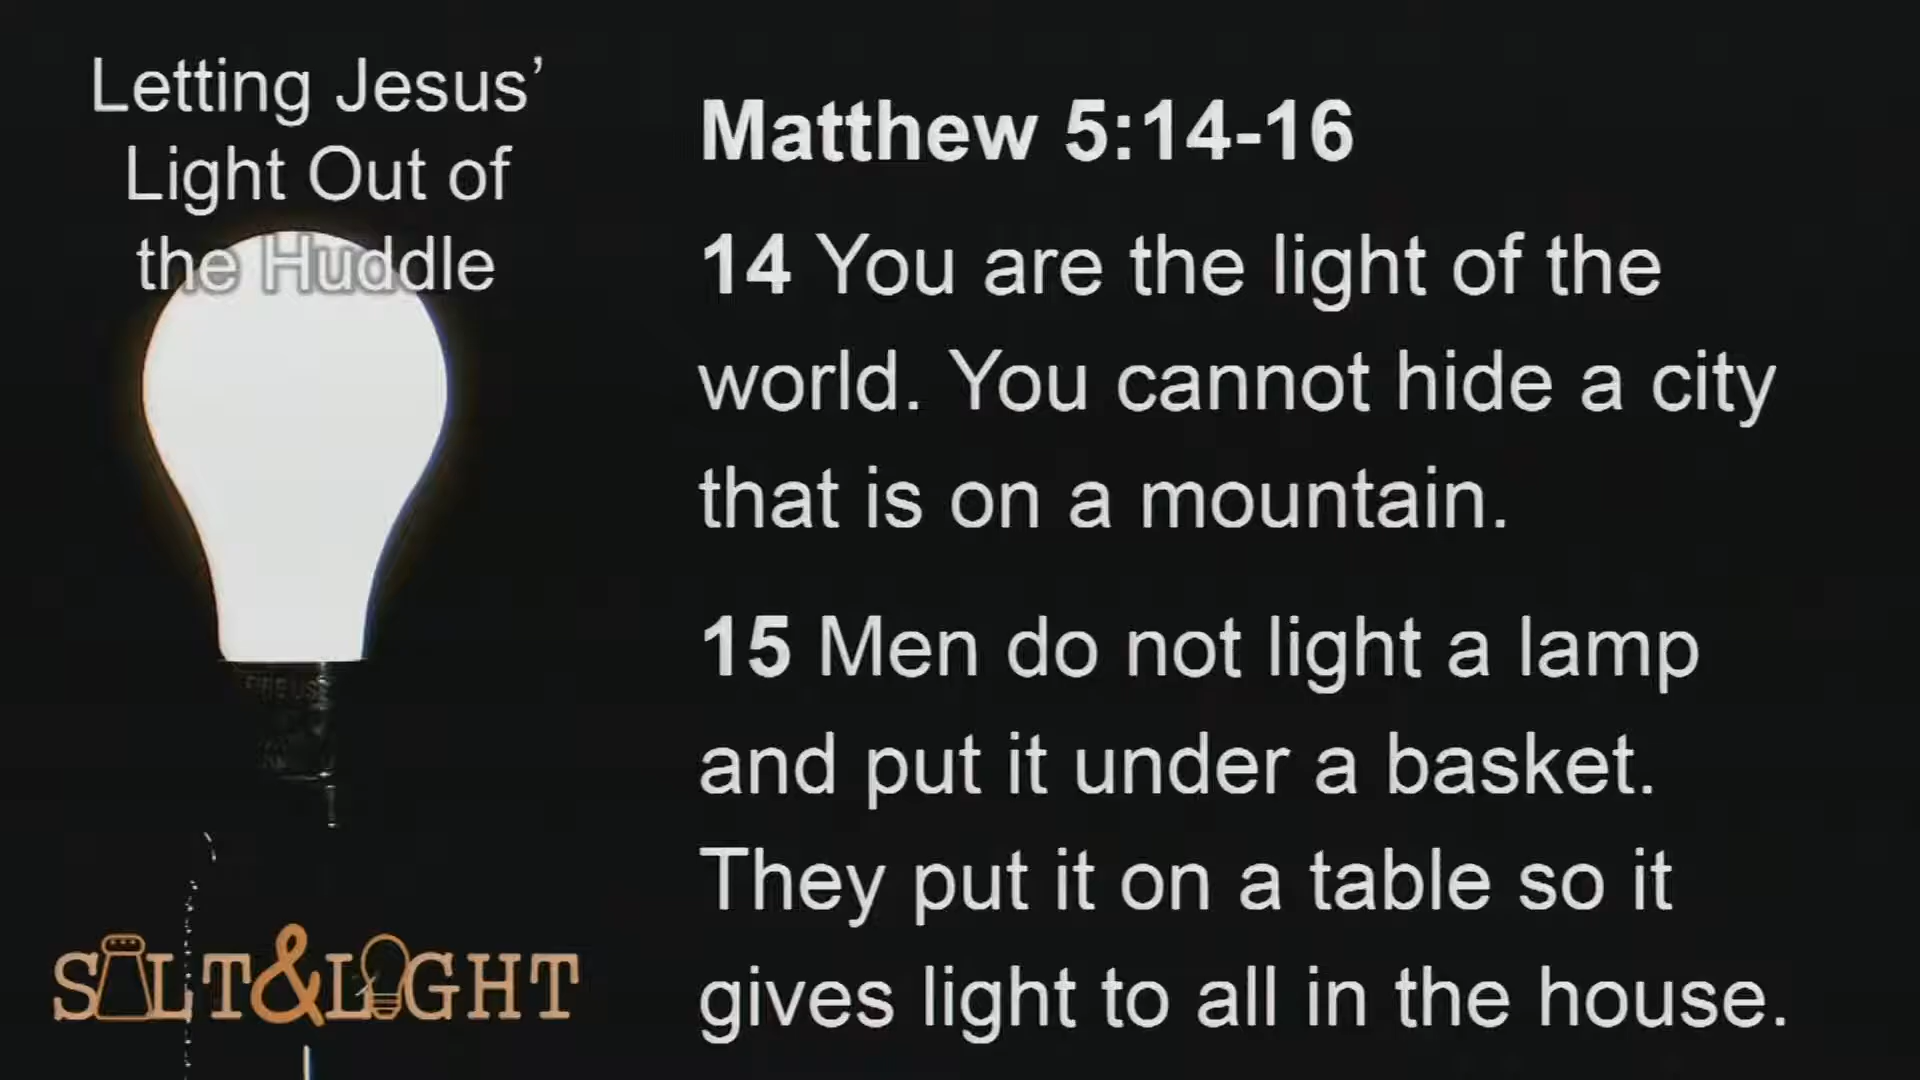 Letting Jesus’
Light Out of
the Huddle
Matthew 5:14-16
14 You are the light of the
world. You cannot hide a city
that is on a mountain.
15 Men do not light a lamp
and put it under a basket.
They put it on a table so it
gives light to all in the house.
SALT&LIGHT